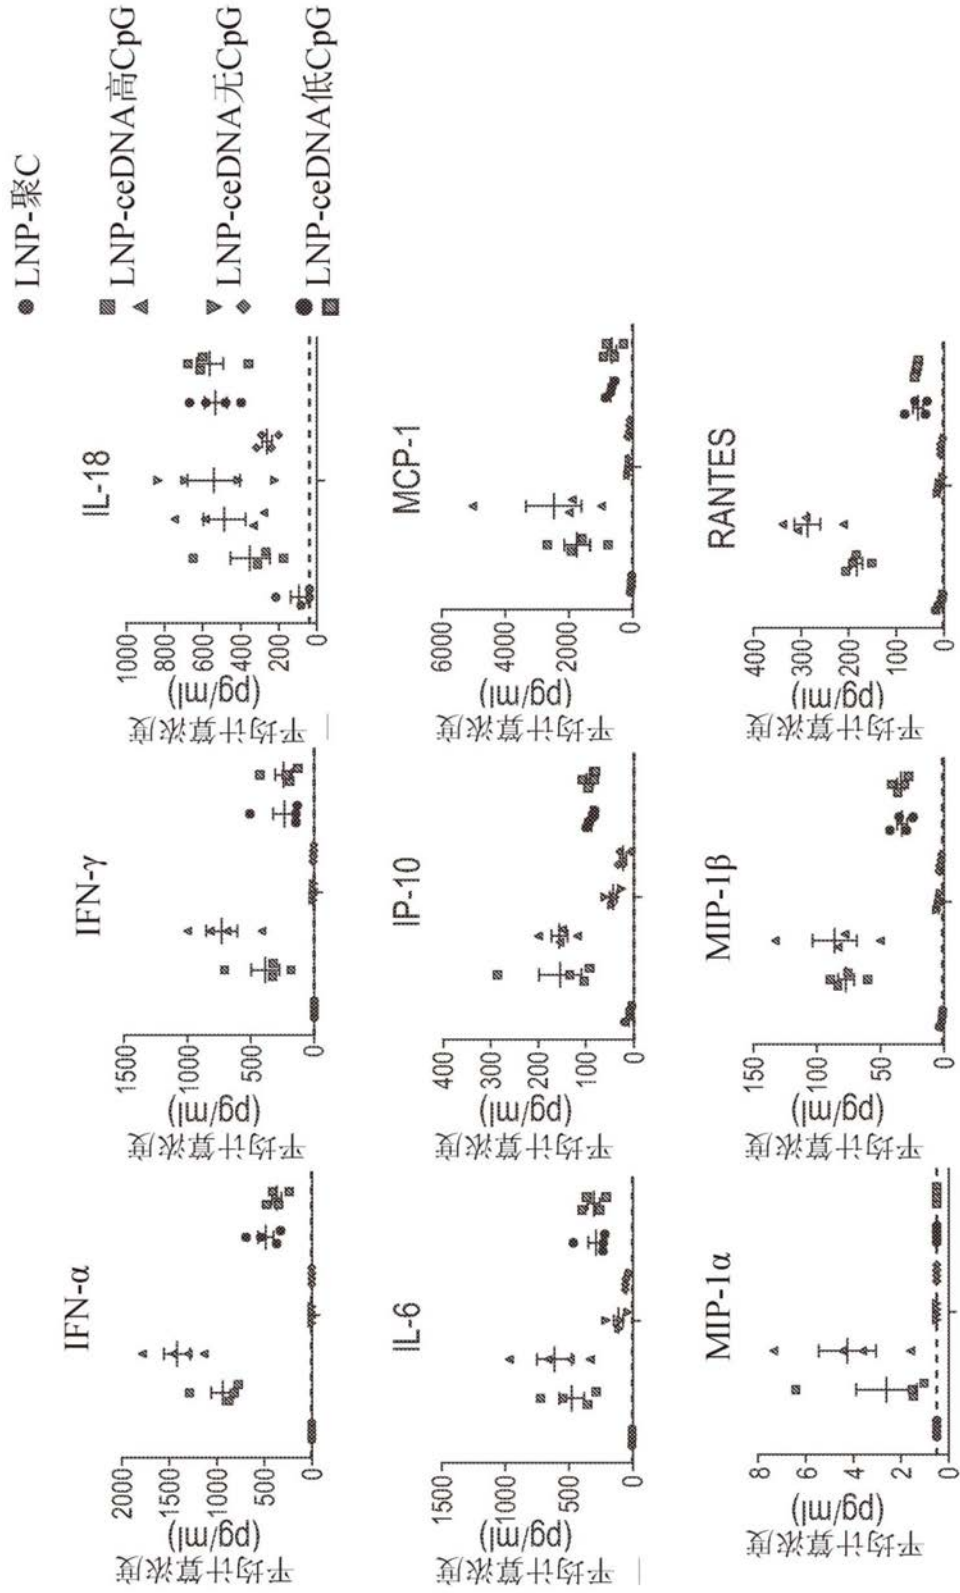 LNP-聚C
LNP-ceDNA高CpG
LNP-ceDNA无CpG
LNP-ceDNA低CpG
IFN-α
平均计算浓度
(pg/ml)
2000
1500
1000
500
0
IFN-γ
平均计算浓度
(pg/ml)
1500
1000
500
0
IL-18
平均计算浓度
(pg/ml)
1000
800
600
400
200
0
IL-6
平均计算浓度
(pg/ml)
1500
1000
500
0
IP-10
平均计算浓度
(pg/ml)
400
300
200
100
0
MCP-1
平均计算浓度
(pg/ml)
6000
4000
2000
0
MIP-1α
平均计算浓度
(pg/ml)
8
6
4
2
0
MIP-1β
平均计算浓度
(pg/ml)
150
100
50
0
RANTES
平均计算浓度
(pg/ml)
400
300
200
100
0